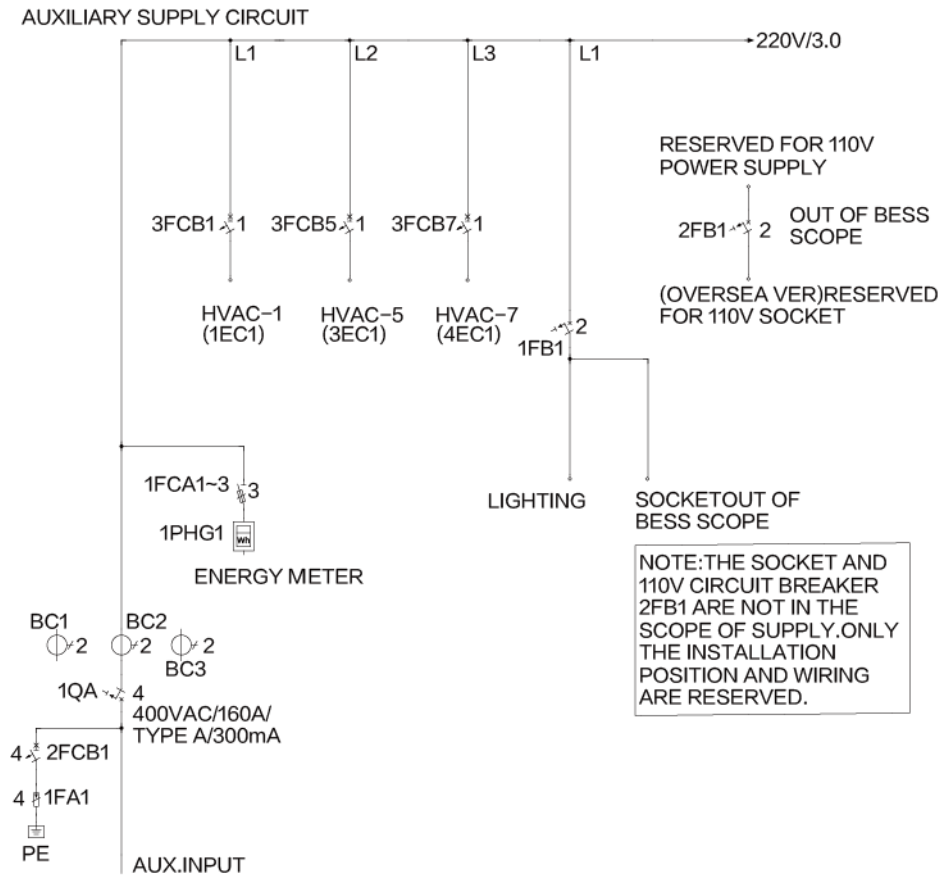 AUXILIARY SUPPLY CIRCUIT
220V/3.0
L1
L2
L3
L1
RESERVED FOR 110V
POWER SUPPLY
3FCB1 1
3FCB5 1
3FCB7 1
2FB1 2
OUT OF BESS
SCOPE
HVAC-1
(1EC1)
HVAC-5
(3EC1)
HVAC-7
(4EC1)
(OVERSEA VER)RESERVED
FOR 110V SOCKET
2
1FB1
1FCA1~3 3
LIGHTING
SOCKETOUT OF
BESS SCOPE
1PHG1
Wh
ENERGY METER
NOTE:THE SOCKET AND
110V CIRCUIT BREAKER
2FB1 ARE NOT IN THE
SCOPE OF SUPPLY.ONLY
THE INSTALLATION
POSITION AND WIRING
ARE RESERVED.
BC1
2
BC2
2
2
BC3
1QA 4
400VAC/160A/
TYPE A/300mA
4 2FCB1
4 1FA1
PE
AUX.INPUT